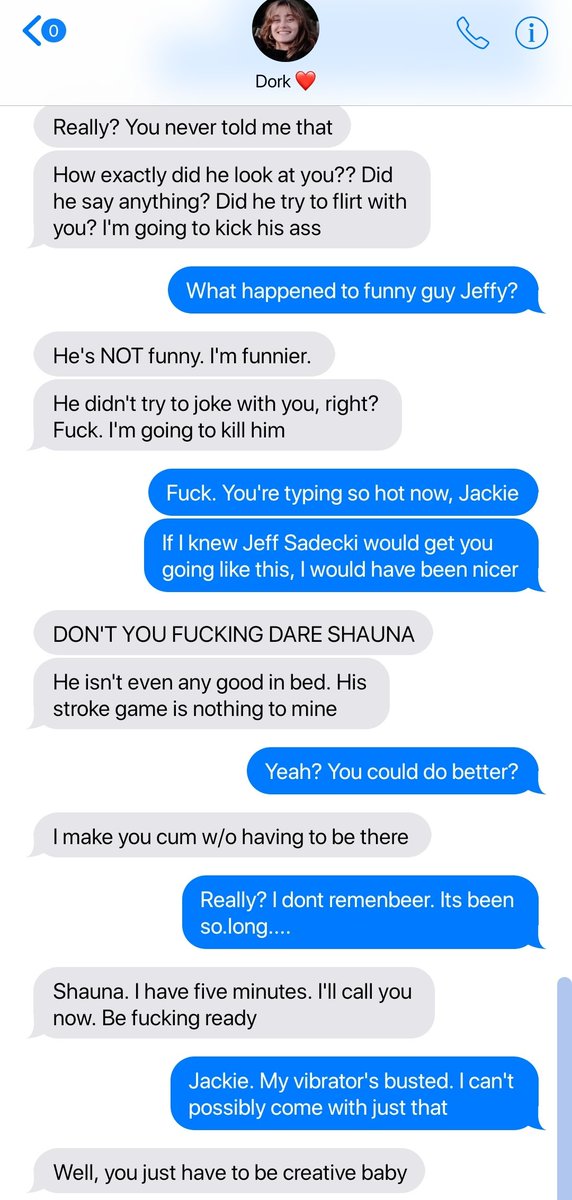 0
Dork ❤️
Really? You never told me that
How exactly did he look at you?? Did
he say anything? Did he try to flirt with
you? I'm going to kick his ass
What happened to funny guy Jeffy?
He's NOT funny. I'm funnier.
He didn't try to joke with you, right?
Fuck. I'm going to kill him
Fuck. You're typing so hot now, Jackie
If I knew Jeff Sadecki would get you
going like this, I would have been nicer
DON'T YOU FUCKING DARE SHAUNA
He isn't even any good in bed. His
stroke game is nothing to mine
Yeah? You could do better?
I make you cum w/o having to be there
Really? I dont remenbeer. Its been
so.long....
Shauna. I have five minutes. I'll call you
now. Be fucking ready
Jackie. My vibrator's busted. I can't
possibly come with just that
Well, you just have to be creative baby